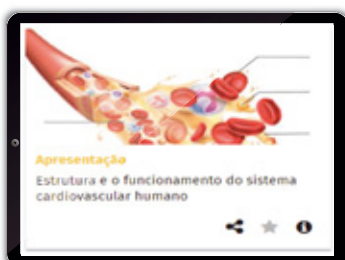 Apresentação
Estrutura e o funcionamento do sistema
cardiovascular humano